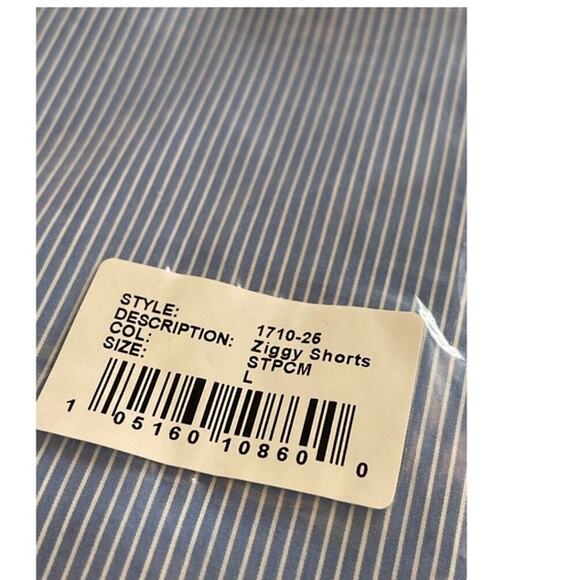 STYLE: 1710-25
DESCRIPTION: Ziggy Shorts
COL: STPCM
SIZE: L
1 05160 10860 0